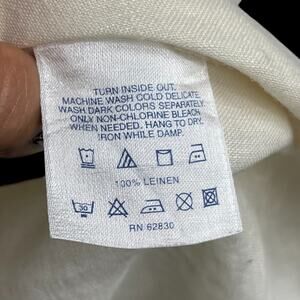 TURN INSIDE OUT.
MACHINE WASH COLD DELICATE
WASH DARK COLORS SEPARATELY.
ONLY NON-CHLORINE BLEACH
WHEN NEEDED. HANG TO DRY.
IRON WHILE DAMP.
100% LEINEN
30
RN 62830